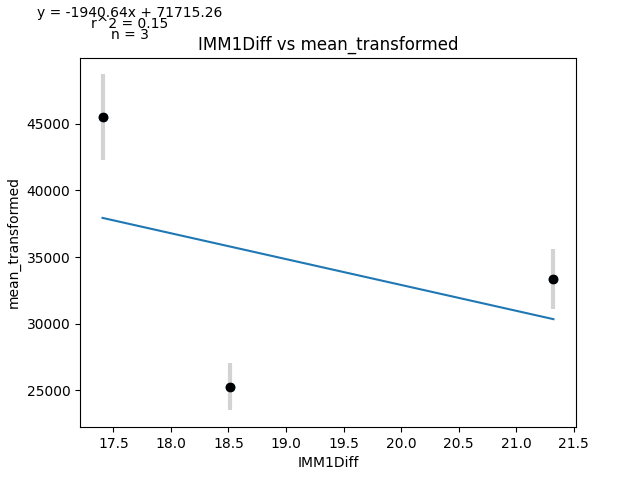 y = -1940.64x + 71715.26
r^2 = 0.15
n = 3
IMM1Diff vs mean_transformed
mean_transformed
45000
40000
35000
30000
25000
17.5 18.0 18.5 19.0 19.5 20.0 20.5 21.0 21.5
IMM1Diff